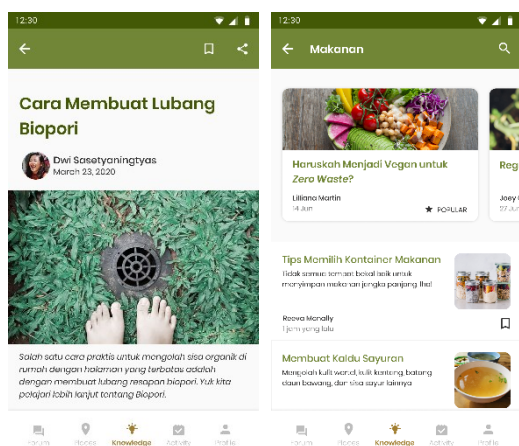 12:30
Cara Membuat Lubang
Biopori
Dwi Sasetyaningtyas
March 23, 2020
Salah satu cara praktis untuk mengolah sisa organik di
rumah dengan halaman yang terbatas adalah
dengan membuat lubang resapan biopori. Yuk kita
pelajari lebih lanjut tentang Biopori.
Forum Places Knowledge Activity Profile
12:30
Makanan
Haruskah Menjadi Vegan untuk
Zero Waste?
Lilliana Martin
14 Jun
★ POPULAR
Reg
Joey
27 Jun
Tips Memilih Kontainer Makanan
Tidak semua tempat bekal baik untuk
menyimpan makanan jangka panjang lho!
Reeva Mcnally
1 jam yang lalu
Membuat Kaldu Sayuran
Mengolah kulit wortel, kulit kentang, batang
daun bawang, dan sisa sayur lainnya
Forum Places Knowledge Activity Profile